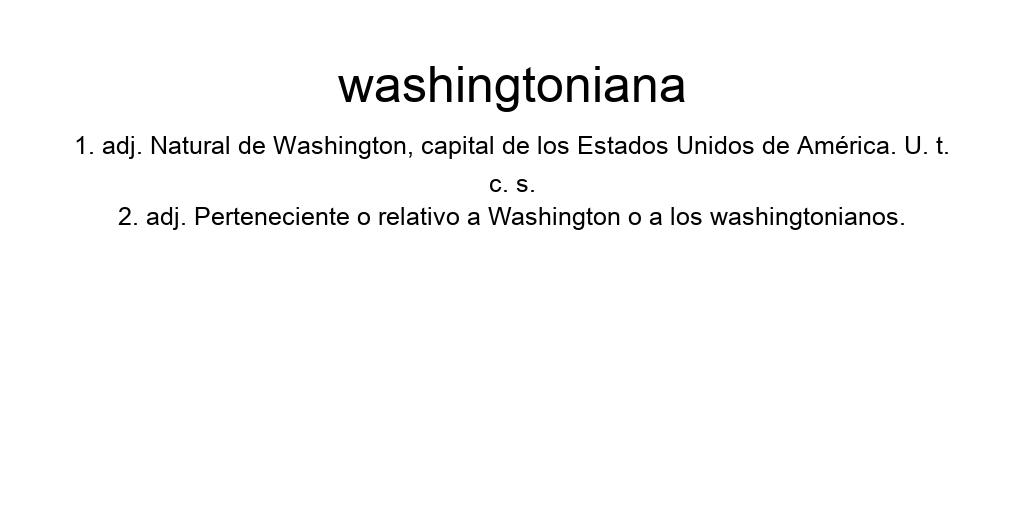 washingtoniana
1. adj. Natural de Washington, capital de los Estados Unidos de América. U. t.
c. s.
2. adj. Perteneciente o relativo a Washington o a los washingtonianos.